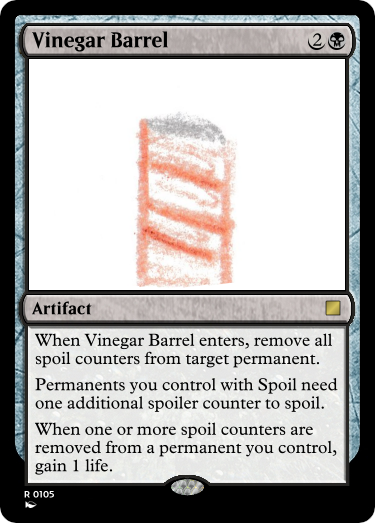 Vinegar Barrel 2
Artifact
When Vinegar Barrel enters, remove all
spoil counters from target permanent.
Permanents you control with Spoil need
one additional spoiler counter to spoil.
When one or more spoil counters are
removed from a permanent you control,
gain 1 life.
R 0105